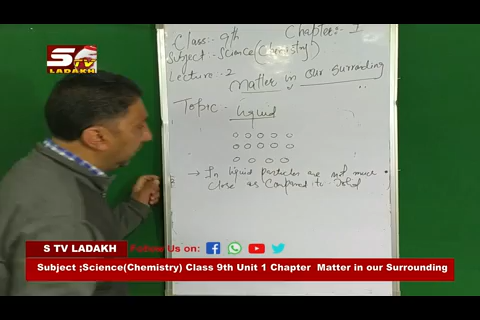 Class:- 9th Chapter:- I
Subject:- Science(Chemistry)
Lecture:- 2
Matter in Our Surrounding
Topic:- Liquid
→ In liquid particles are not much
close as Compared to Solid
S TV
LADAKH
S TV LADAKH Follow Us on:
Subject ;Science(Chemistry) Class 9th Unit 1 Chapter Matter in our Surrounding